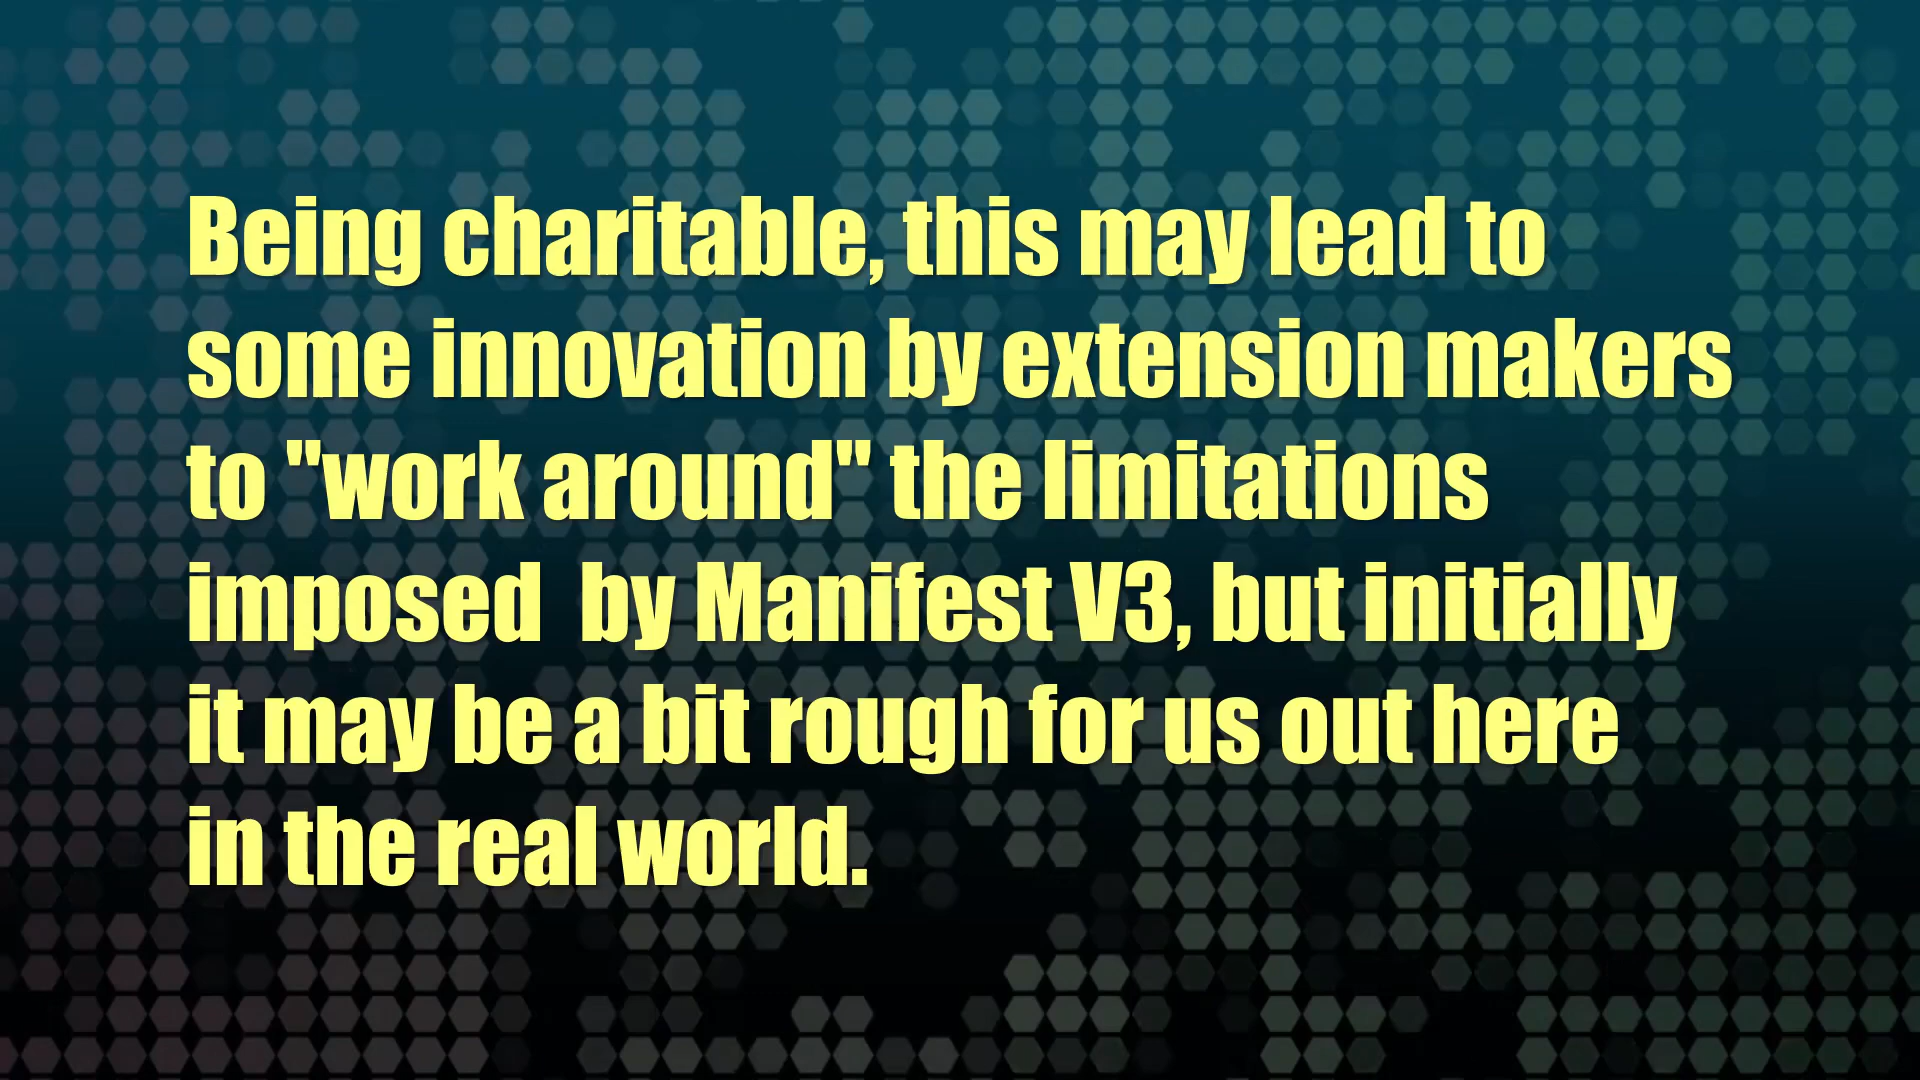 Being charitable, this may lead to
some innovation by extension makers
to "work around" the limitations
imposed  by Manifest V3, but initially
it may be a bit rough for us out here
in the real world.